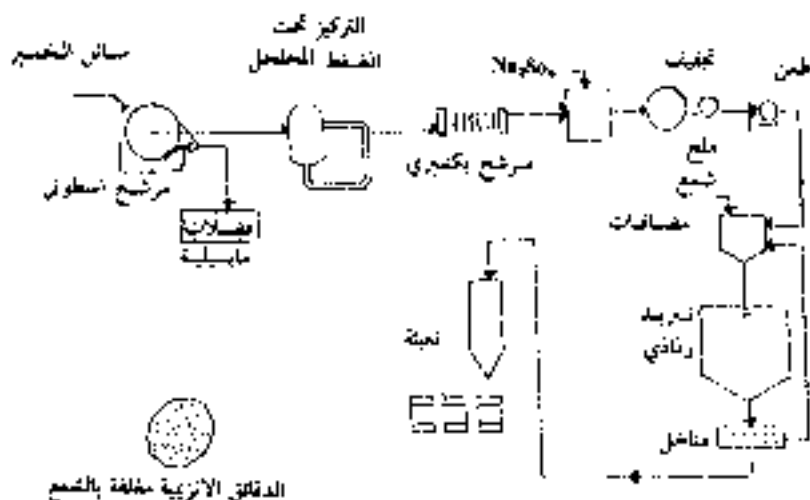 سائل التخمير
مرشح اسطواني
فضلات
سايلة
التركيز تحت
الضغط المخلخل
مرشح بكتيري
Na₂So₄
تجفيف
طحن
ملح
شمع
مضافات
تبريد
رذاذي
مناخل
تعبئة
الدقائق الانزيمية مغلفة بالشمع